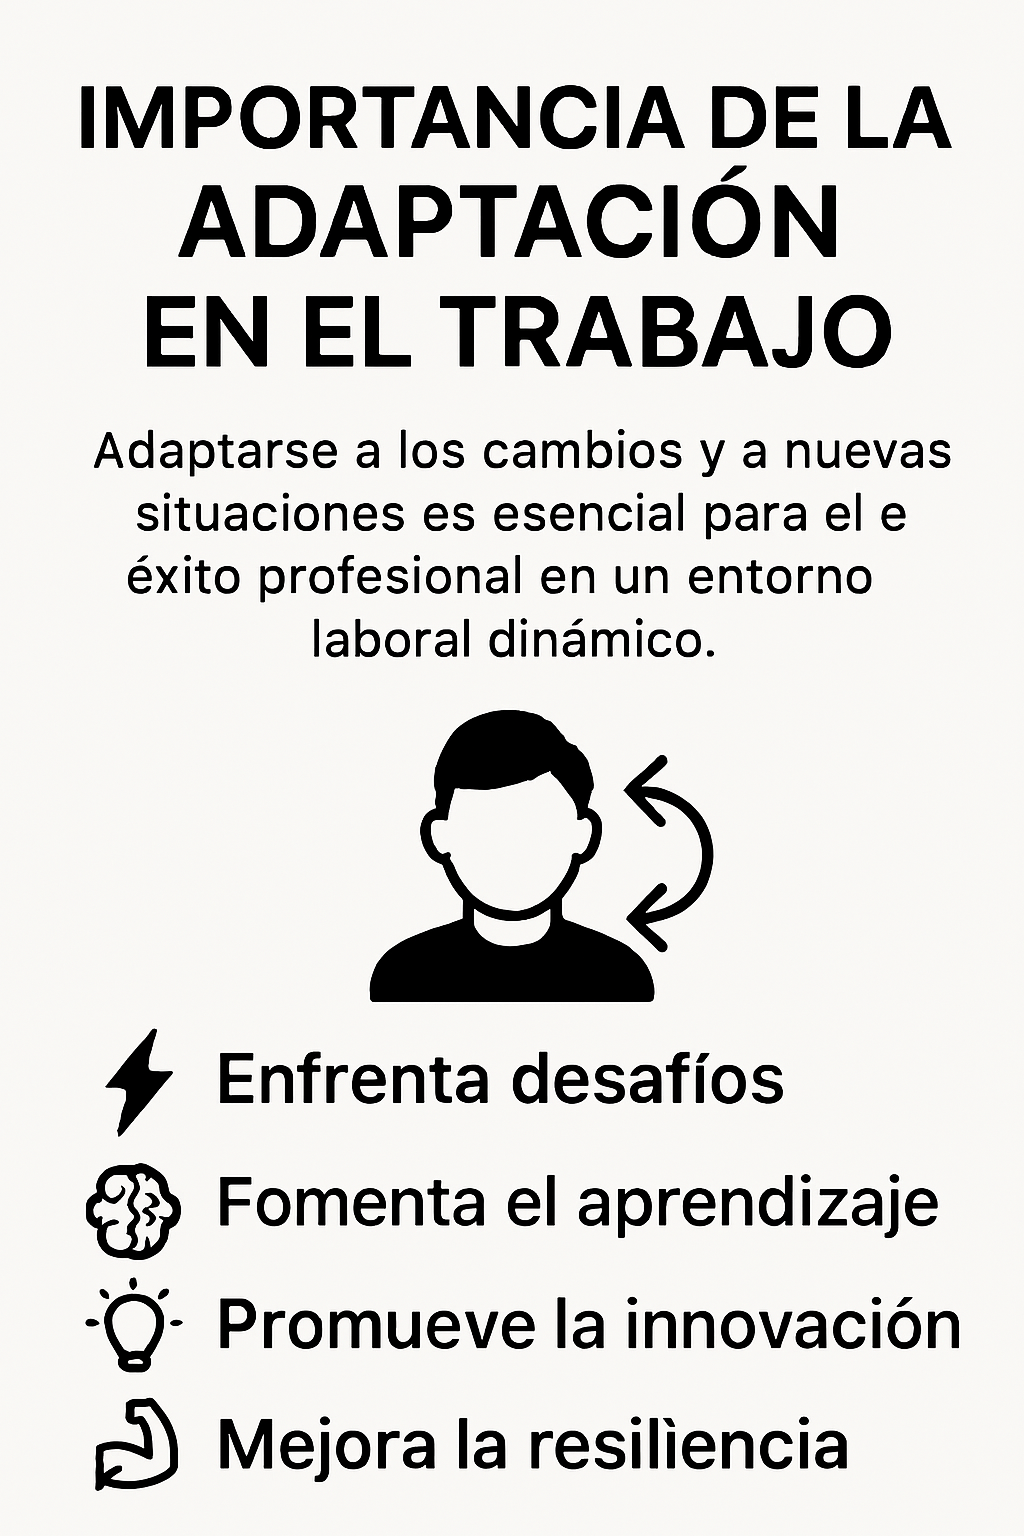 IMPORTANCIA DE LA
ADAPTACIÓN
EN EL TRABAJO
Adaptarse a los cambios y a nuevas
situaciones es esencial para el e
éxito profesional en un entorno
laboral dinámico.
Enfrenta desafíos
Fomenta el aprendizaje
Promueve la innovación
Mejora la resilìencia